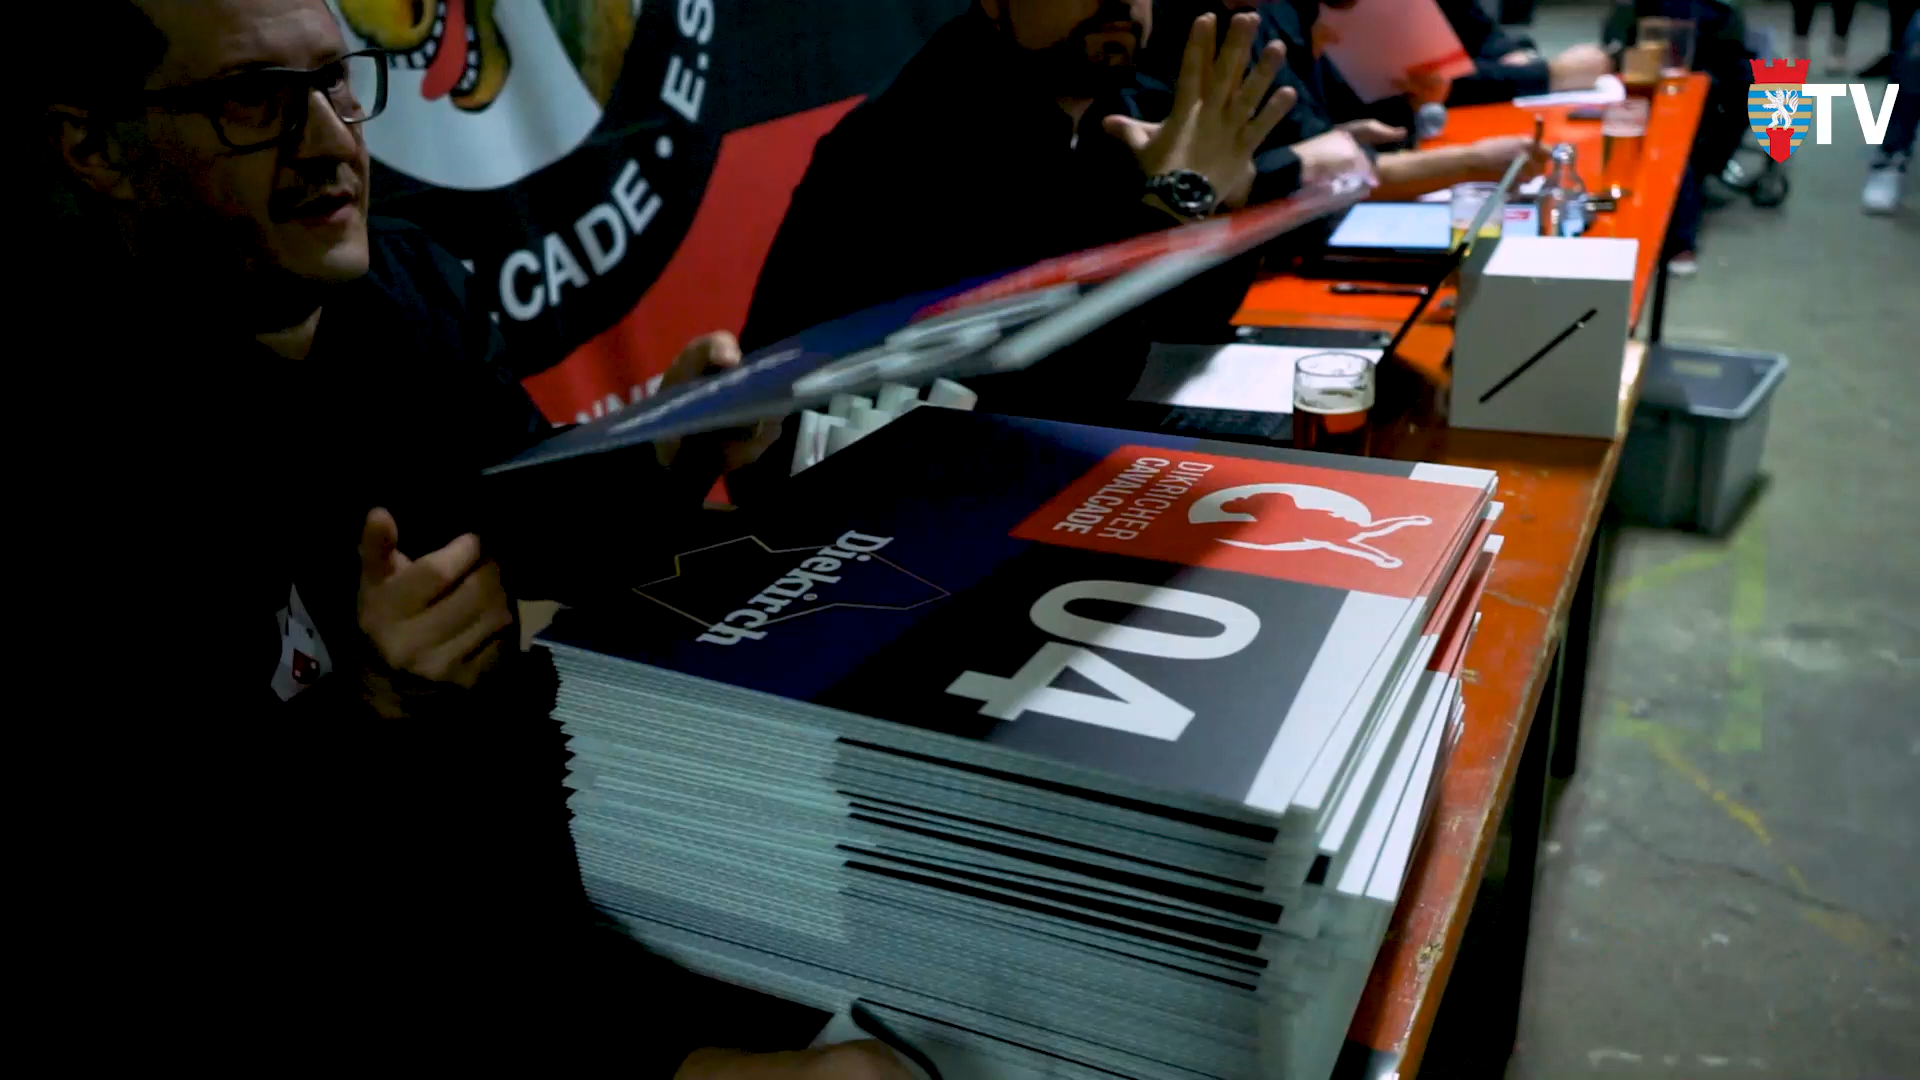 TV
CADE • E.S
DIKRICHER
CAVALCADE
04
Diekirch